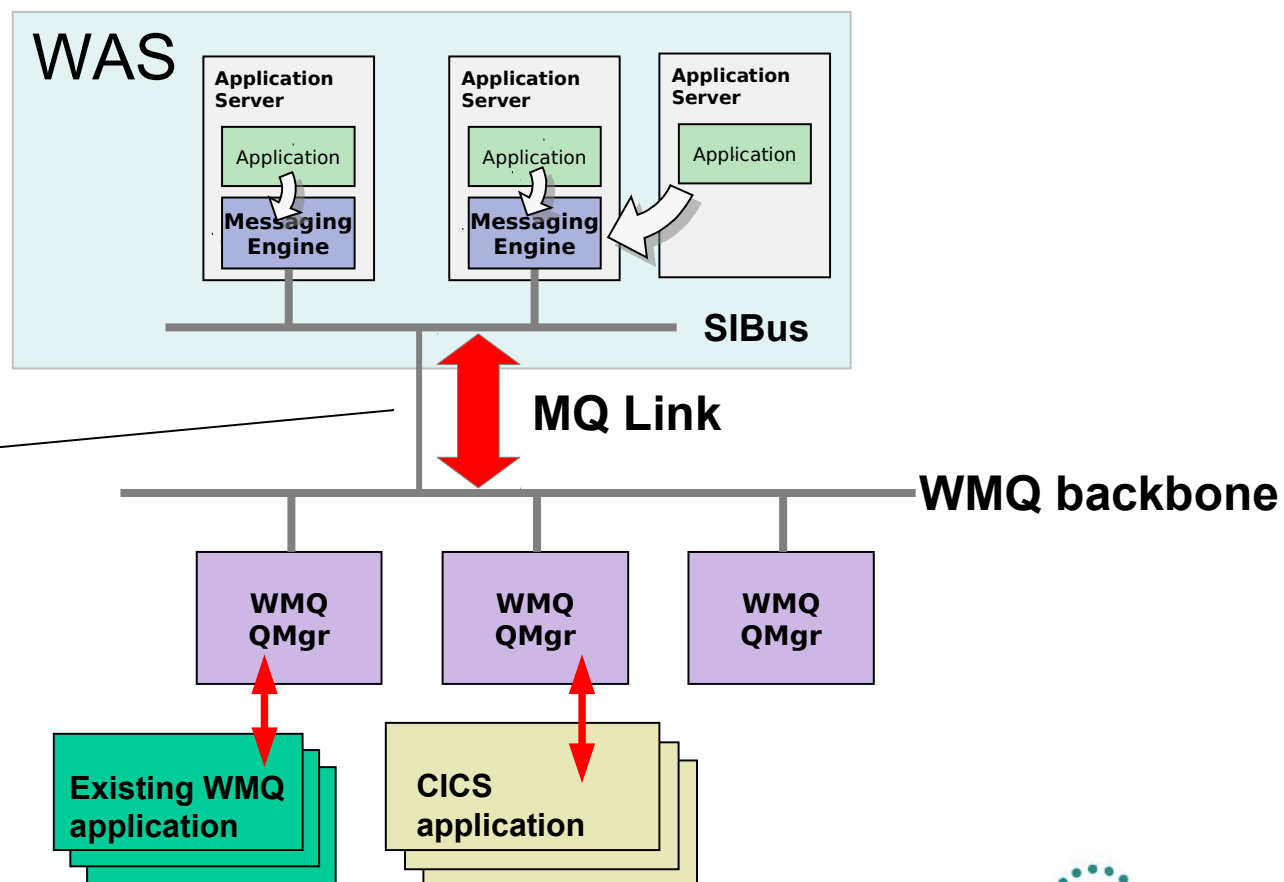 WAS
Application
Server
Application
Messaging
Engine
Application
Server
Application
Messaging
Engine
Application
Server
Application
SIBus
MQ Link
WMQ backbone
WMQ
QMgr
WMQ
QMgr
WMQ
QMgr
Existing WMQ
application
CICS
application